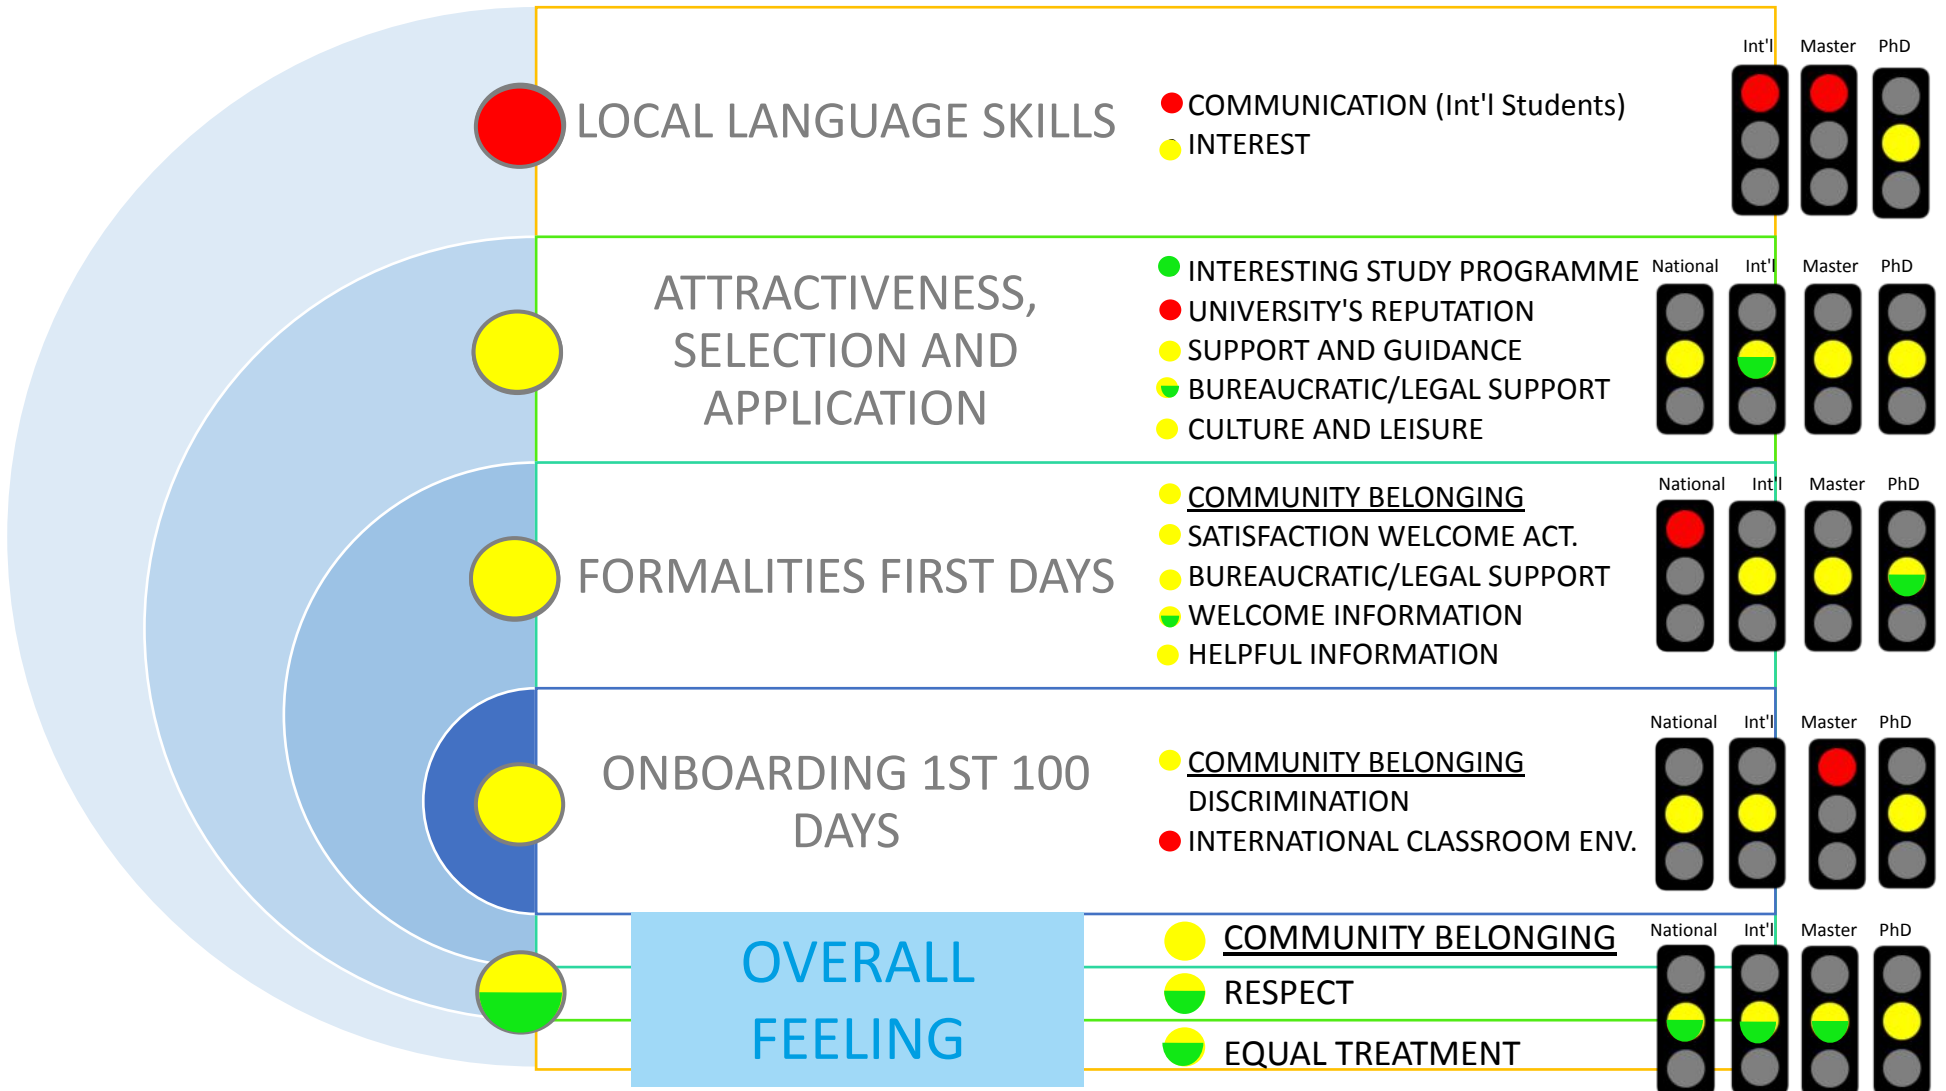 Int'l Master PhD
LOCAL LANGUAGE SKILLS
COMMUNICATION (Int'l Students)
INTEREST
ATTRACTIVENESS,
SELECTION AND
APPLICATION
INTERESTING STUDY PROGRAMME
UNIVERSITY'S REPUTATION
SUPPORT AND GUIDANCE
BUREAUCRATIC/LEGAL SUPPORT
CULTURE AND LEISURE
National Int'l Master PhD
FORMALITIES FIRST DAYS
COMMUNITY BELONGING
SATISFACTION WELCOME ACT.
BUREAUCRATIC/LEGAL SUPPORT
WELCOME INFORMATION
HELPFUL INFORMATION
National Int'l Master PhD
ONBOARDING 1ST 100
DAYS
COMMUNITY BELONGING
DISCRIMINATION
INTERNATIONAL CLASSROOM ENV.
National Int'l Master PhD
OVERALL
FEELING
COMMUNITY BELONGING
RESPECT
EQUAL TREATMENT
National Int'l Master PhD